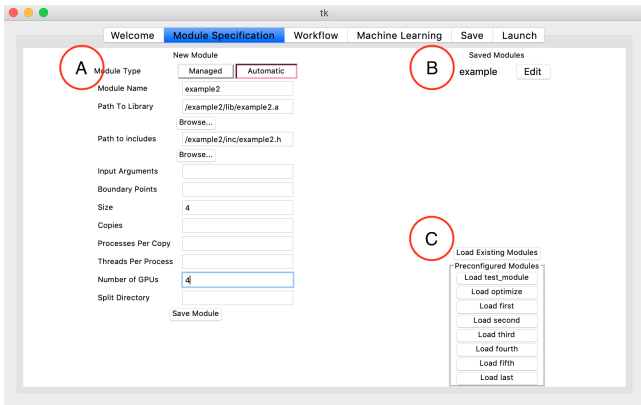 tk
Welcome Module Specification Workflow Machine Learning Save Launch
A
New Module
Module Type Managed Automatic
Module Name example2
Path To Library /example2/lib/example2.a
Browse...
Path to includes /example2/inc/example2.h
Browse...
Input Arguments
Boundary Points
Size 4
Copies
Processes Per Copy
Threads Per Process
Number of GPUs 4
Split Directory
Save Module
B
Saved Modules
example Edit
C
Load Existing Modules
Preconfigured Modules
Load test_module
Load optimize
Load first
Load second
Load third
Load fourth
Load fifth
Load last